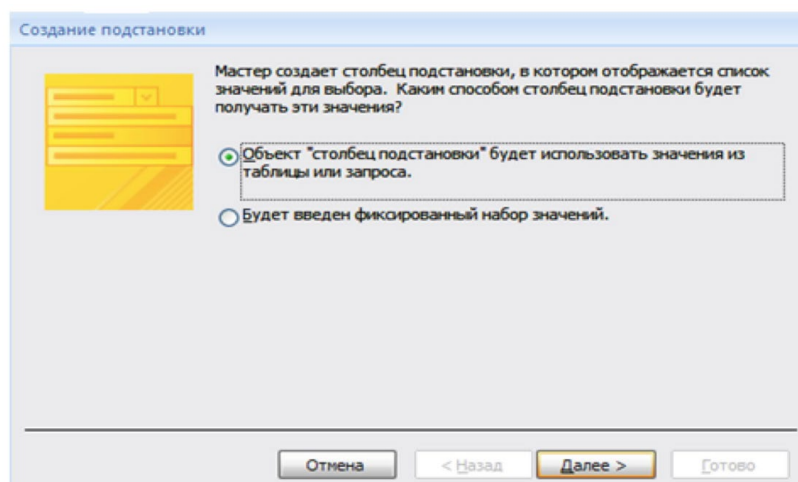 Создание подстановки
Мастер создает столбец подстановки, в котором отображается список
значений для выбора. Каким способом столбец подстановки будет
получать эти значения?
Объект "столбец подстановки" будет использовать значения из
таблицы или запроса.
Будет введен фиксированный набор значений.
Отмена
< Назад
Далее >
Готово